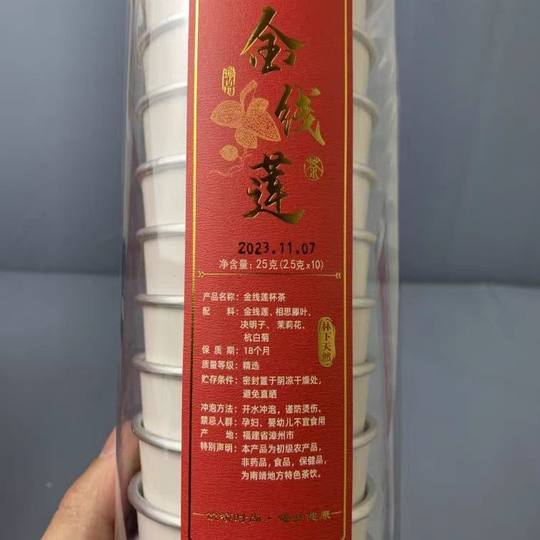 金
线
莲
茶
2023.11.07
净含量：25克(2.5克×10)
产品名称：金线莲杯茶
配 料：金线莲、相思藤叶、
决明子、茉莉花、
杭白菊
保 质 期：18个月
质量等级：精选
贮存条件：密封置于阴凉干燥处，
避免直晒
冲泡方法：开水冲泡，谨防烫伤。
禁忌人群：孕妇、婴幼儿不宜食用
产 地：福建省漳州市
特别声明：本产品为初级农产品，
非药品，食品，保健品，
为南靖地方特色茶饮。
林下天然